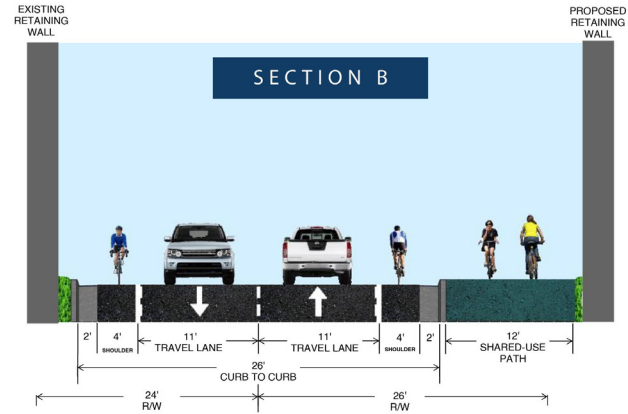 EXISTING
RETAINING
WALL
PROPOSED
RETAINING
WALL
SECTION B
2'
4'
SHOULDER
11'
TRAVEL LANE
11'
TRAVEL LANE
4'
SHOULDER
2'
12'
SHARED-USE
PATH
26'
CURB TO CURB
24'
R/W
26'
R/W